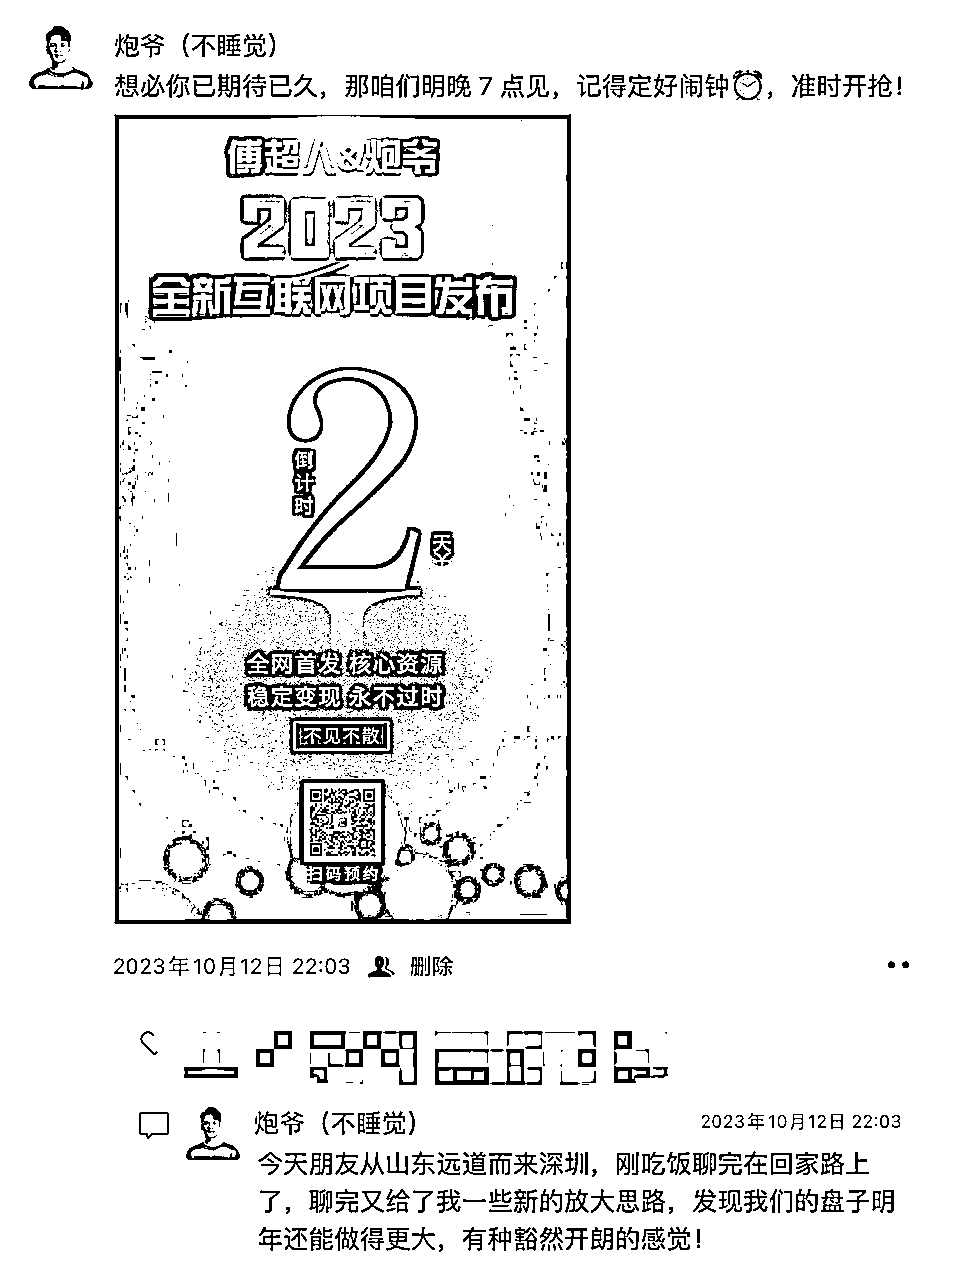 炮爷（不睡觉）
想必你已期待已久，那咱们明晚 7 点见，记得定好闹钟⏰，准时开抢！
傅超人&炮爷
2023
全新互联网项目发布
2
倒计时
天
全网首发 核心资源
稳定变现 永不过时
不见不散
扫码预约
2023年10月12日 22:03 删除
炮爷（不睡觉） 2023年10月12日 22:03
今天朋友从山东远道而来深圳，刚吃饭聊完在回家路上
了，聊完又给了我一些新的放大思路，发现我们的盘子明
年还能做得更大，有种豁然开朗的感觉！